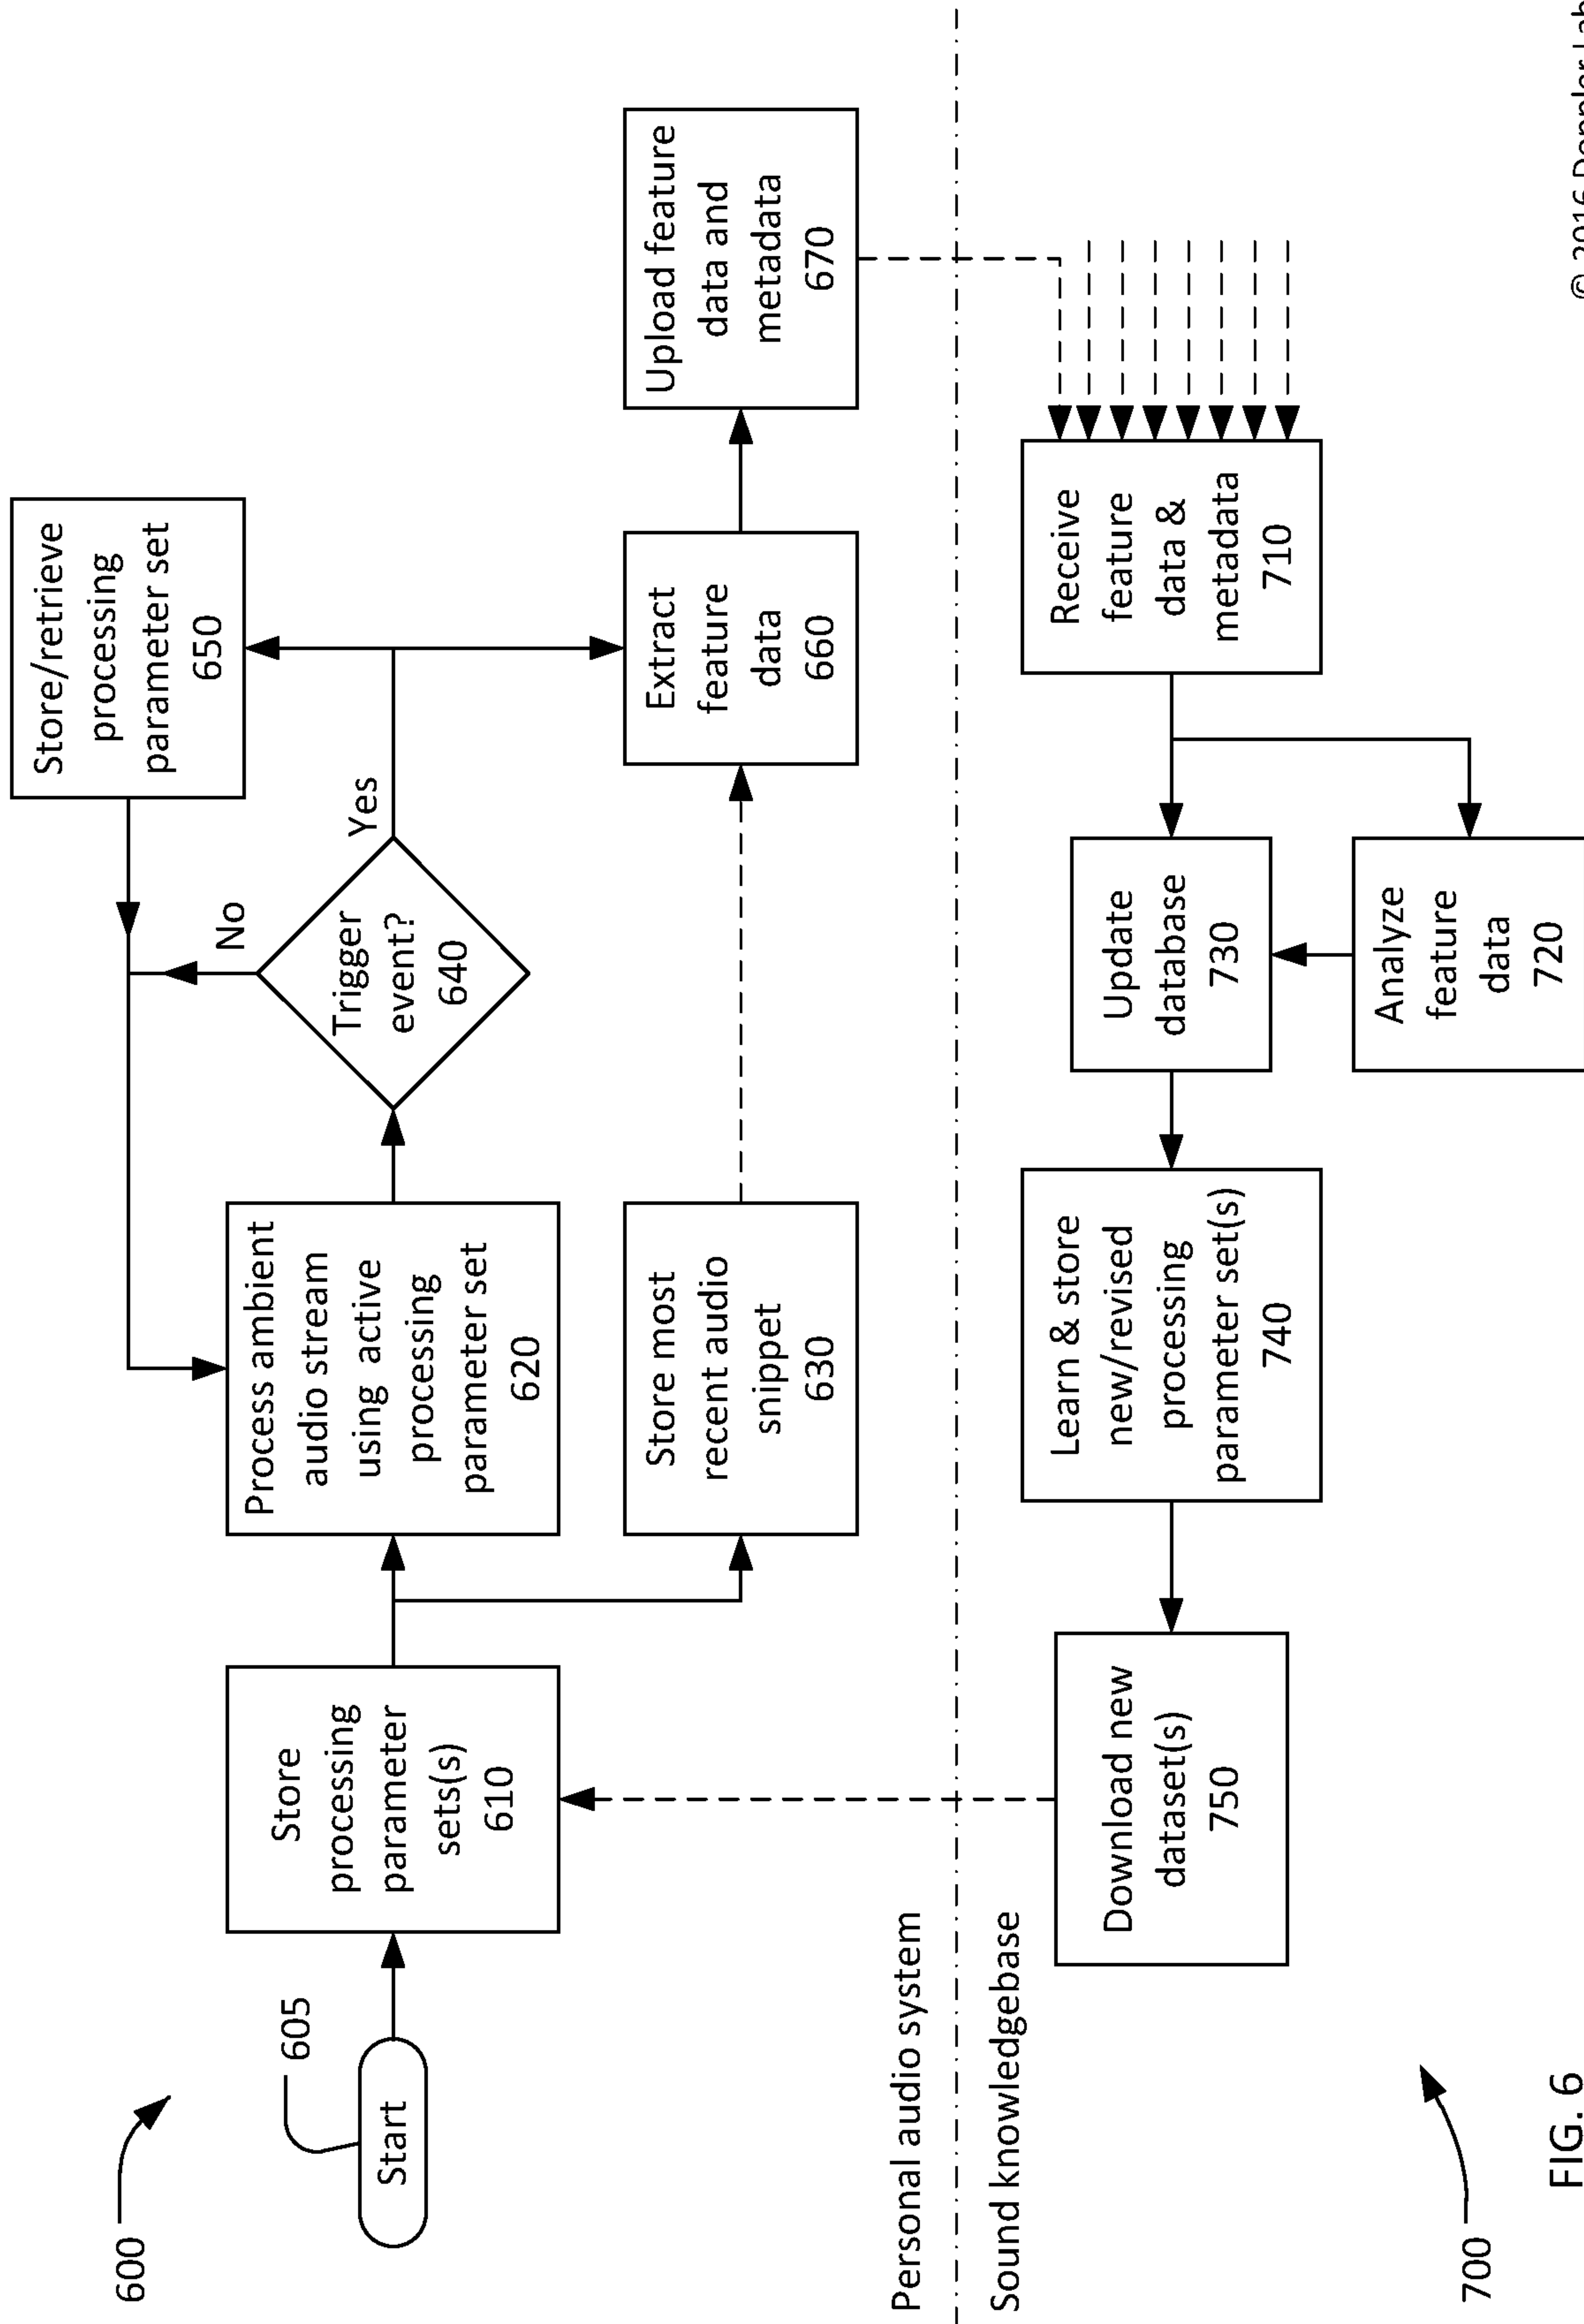 600
605
Start
Store
processing
parameter
sets(s)
610
Process ambient
audio stream
using active
processing
parameter set
620
Store most
recent audio
snippet
630
Trigger
event?
640
No
Yes
Store/retrieve
processing
parameter set
650
Extract
feature
data
660
Upload feature
data and
metadata
670
Personal audio system
Sound knowledgebase
Receive
feature
data &
metadata
710
Analyze
feature
data
720
Update
database
730
Learn & store
new/revised
processing
parameter set(s)
740
Download new
dataset(s)
750
700
FIG. 6
© 2016 Doppler Lab